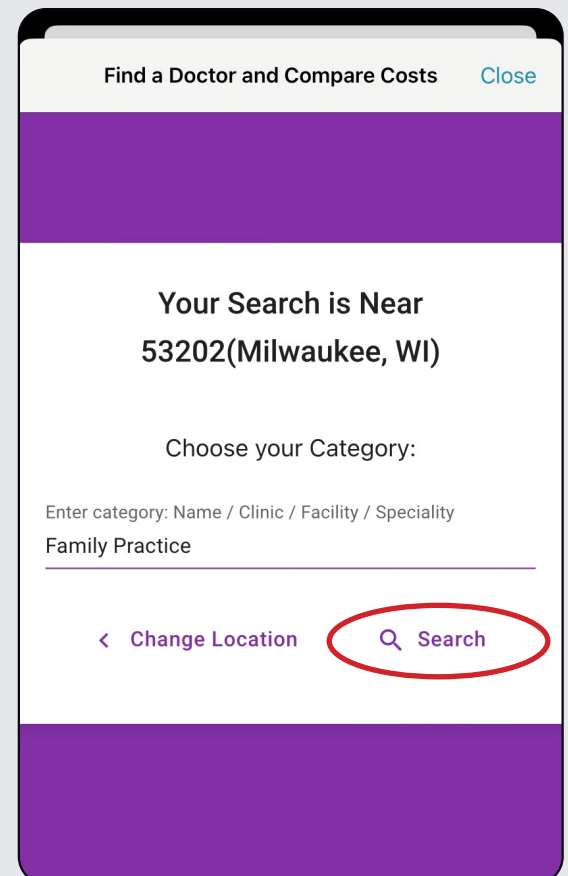 Find a Doctor and Compare Costs Close
Your Search is Near
53202(Milwaukee, WI)
Choose your Category:
Enter category: Name / Clinic / Facility / Speciality
Family Practice
< Change Location Search